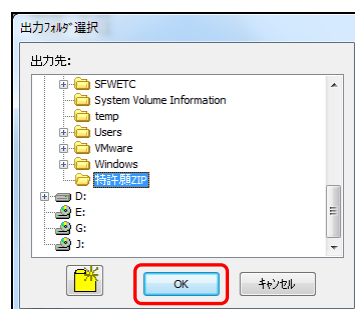 出力ﾌｫﾙﾀﾞ選択
出力先:
SFWETC
System Volume Information
temp
Users
VMware
Windows
特許願ZIP
D:
E:
G:
J:
OK
ｷｬﾝｾﾙ